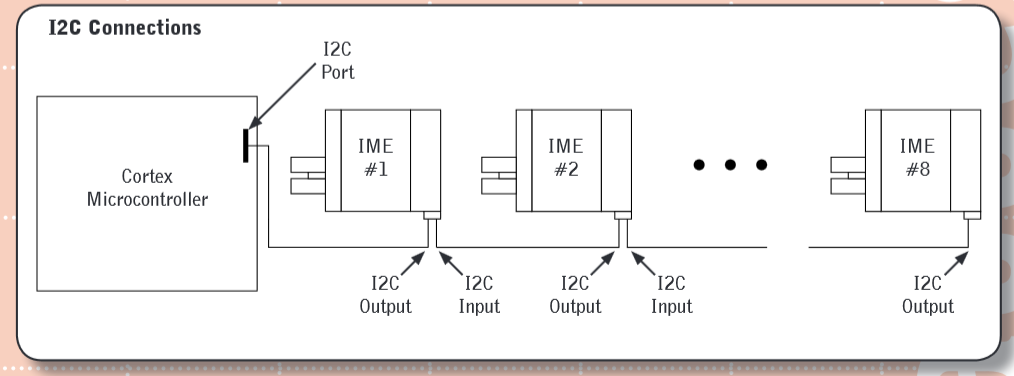 I2C Connections
I2C
Port
Cortex
Microcontroller
IME
#1
IME
#2
IME
#8
I2C
Output
I2C
Input
I2C
Output
I2C
Input
I2C
Output